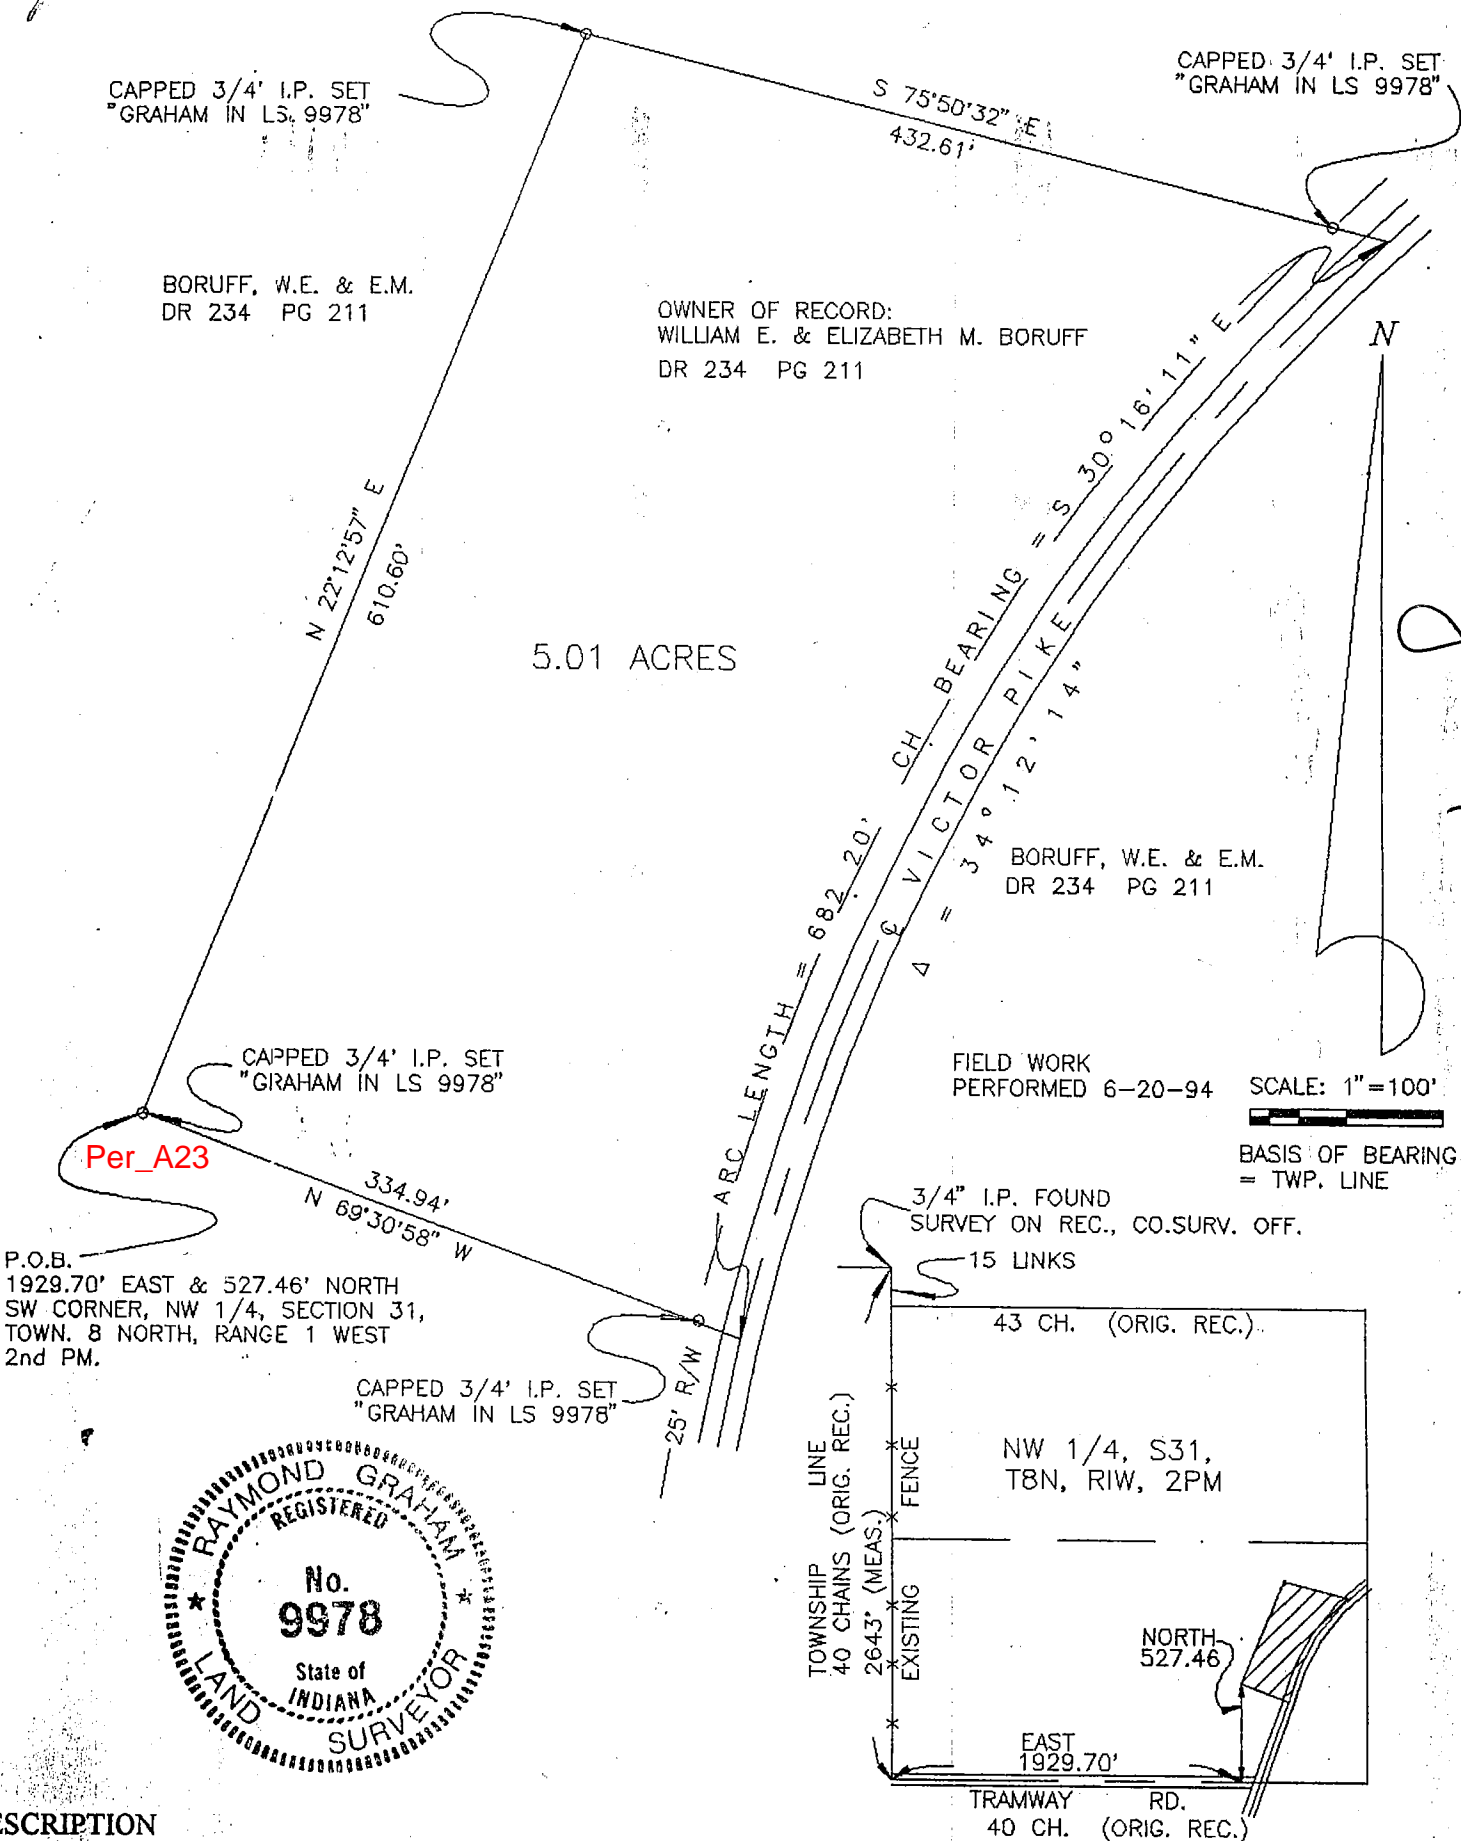 CAPPED 3/4' I.P. SET
"GRAHAM IN LS. 9978"
S 75°50'32" E
432.61'
CAPPED 3/4' I.P. SET
"GRAHAM IN LS 9978"
BORUFF, W.E. & E.M.
DR 234 PG 211
OWNER OF RECORD:
WILLIAM E. & ELIZABETH M. BORUFF
DR 234 PG 211
N
N 22°12'57" E
610.60'
5.01 ACRES
ARC LENGTH = 682.20' CH BEARING = S 30° 16' 11" E
℄ VICTOR PIKE
Δ = 34° 12' 14"
BORUFF, W.E. & E.M.
DR 234 PG 211
CAPPED 3/4' I.P. SET
"GRAHAM IN LS 9978"
Per_A23
334.94'
N 69°30'58" W
FIELD WORK
PERFORMED 6-20-94
SCALE: 1"=100'
BASIS OF BEARING
= TWP. LINE
P.O.B.
1929.70' EAST & 527.46' NORTH
SW CORNER, NW 1/4, SECTION 31,
TOWN. 8 NORTH, RANGE 1 WEST
2nd PM.
CAPPED 3/4' I.P. SET
"GRAHAM IN LS 9978"
25' R/W
3/4" I.P. FOUND
SURVEY ON REC., CO.SURV. OFF.
15 LINKS
43 CH. (ORIG. REC.)
TOWNSHIP LINE
40 CHAINS (ORIG. REC.)
2643' (MEAS.)
EXISTING FENCE
NW 1/4, S31,
T8N, RIW, 2PM
NORTH
527.46
EAST
1929.70'
TRAMWAY RD.
40 CH. (ORIG. REC.)
RAYMOND GRAHAM
REGISTERED
No.
9978
State of
INDIANA
LAND SURVEYOR
ESCRIPTION